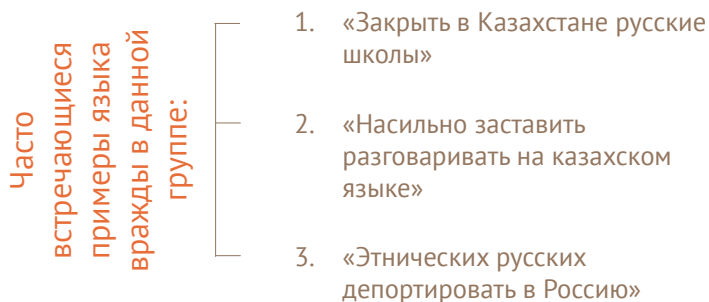 Часто
встречающиеся
примеры языка
вражды в данной
группе:
1. «Закрыть в Казахстане русские
школы»
2. «Насильно заставить
разговаривать на казахском
языке»
3. «Этнических русских
депортировать в Россию»